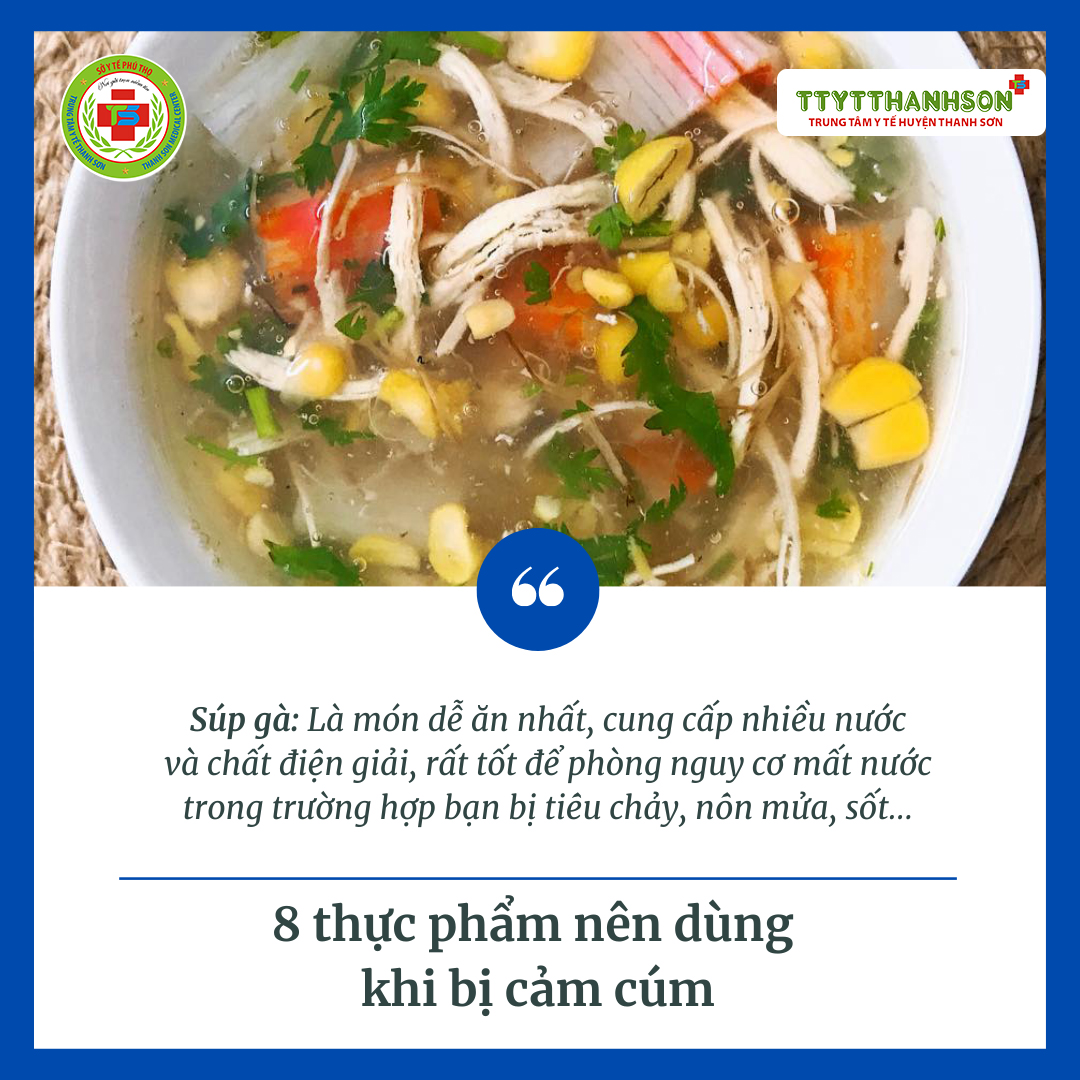 SỞ Y TẾ PHÚ THỌ
TRUNG TÂM Y TẾ THANH SƠN
THANH SON MEDICAL CENTER
TS
TTYTTHANHSON
TRUNG TÂM Y TẾ HUYỆN THANH SƠN
“
Súp gà: Là món dễ ăn nhất, cung cấp nhiều nước
và chất điện giải, rất tốt để phòng nguy cơ mất nước
trong trường hợp bạn bị tiêu chảy, nôn mửa, sốt...
8 thực phẩm nên dùng
khi bị cảm cúm